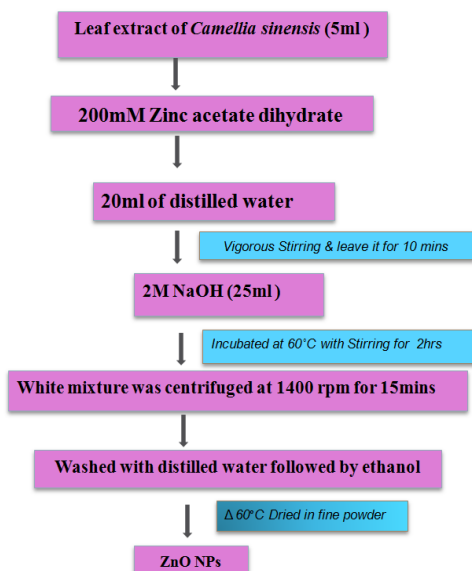 Leaf extract of Camellia sinensis (5ml )
200mM Zinc acetate dihydrate
20ml of distilled water
Vigorous Stirring & leave it for 10 mins
2M NaOH (25ml )
Incubated at 60°C with Stirring for 2hrs
White mixture was centrifuged at 1400 rpm for 15mins
Washed with distilled water followed by ethanol
Δ 60°C Dried in fine powder
ZnO NPs